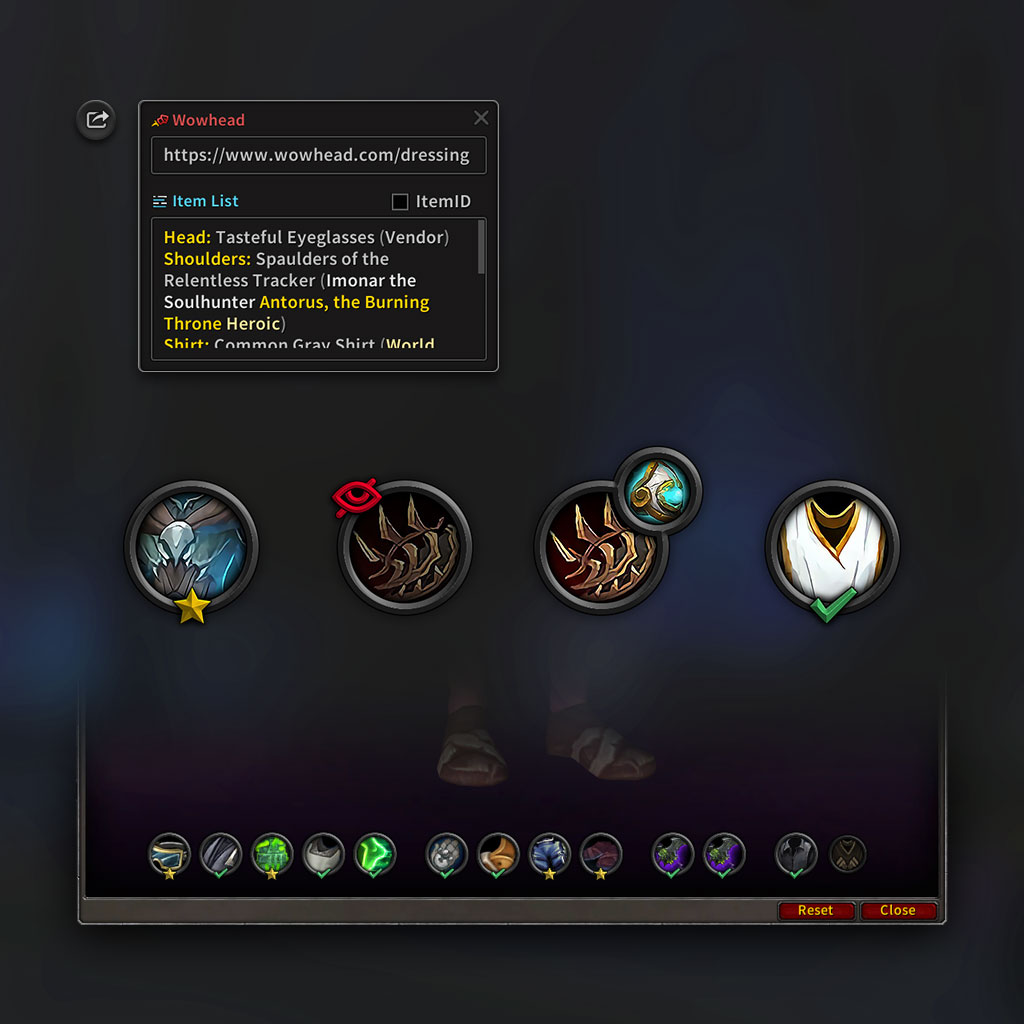 Wowhead
https://www.wowhead.com/dressing
Item List
ItemID
Head: Tasteful Eyeglasses (Vendor)
Shoulders: Spaulders of the
Relentless Tracker (Imonar the
Soulhunter Antorus, the Burning
Throne Heroic)
Shirt: Common Gray Shirt (World
Reset
Close